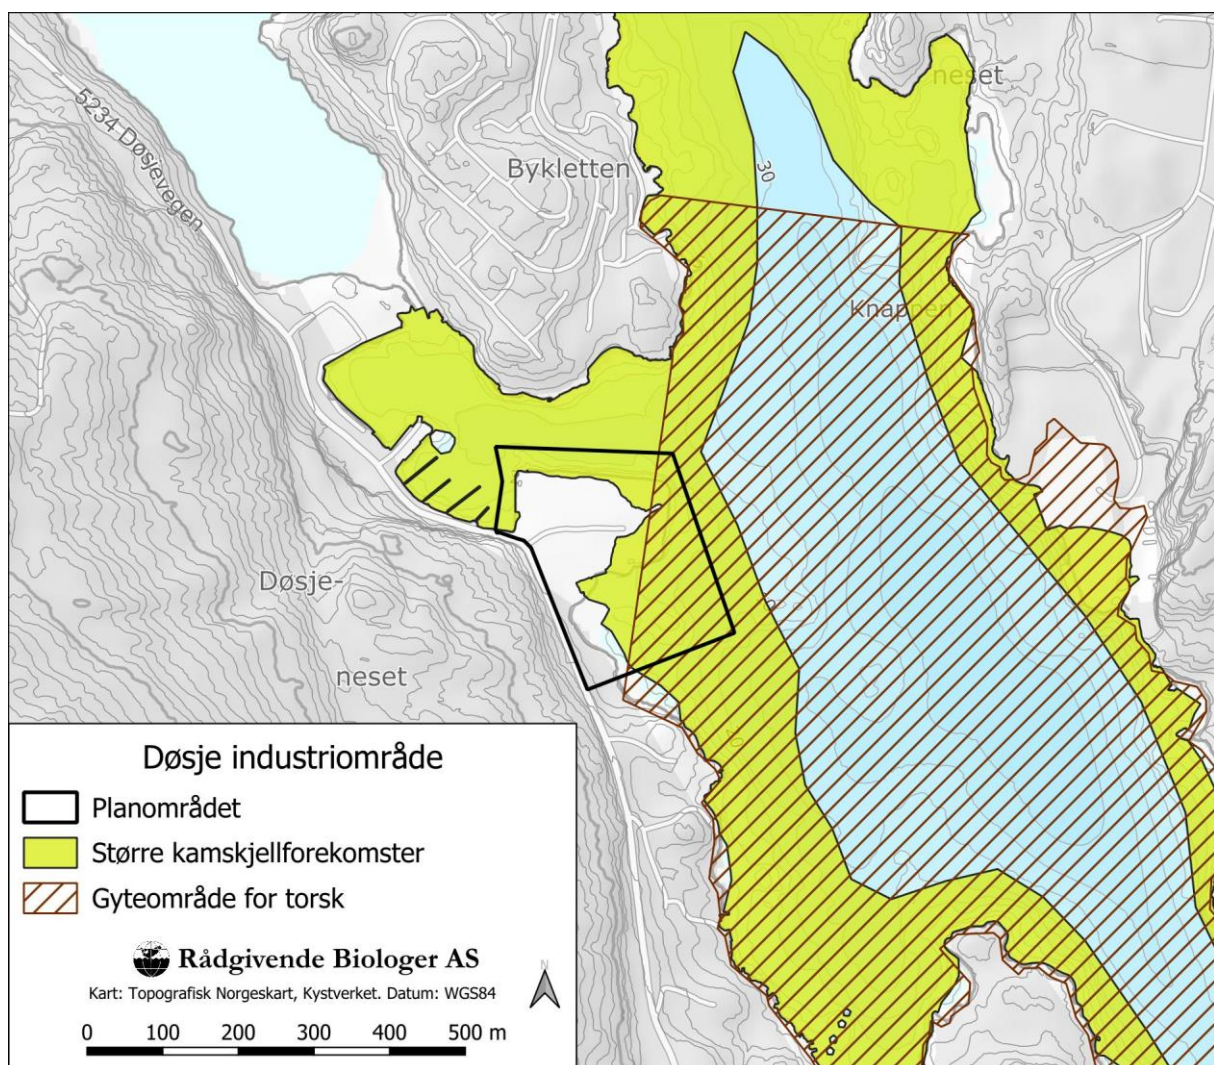 neset
5234 Døsjevegen
Bykletten
30
Knappen
Døsje-
neset
Døsje industriområde
Planområdet
Større kamskjellforekomster
Gyteområde for torsk
Rådgivende Biologer AS
N
Kart: Topografisk Norgeskart, Kystverket. Datum: WGS84
0 100 200 300 400 500 m